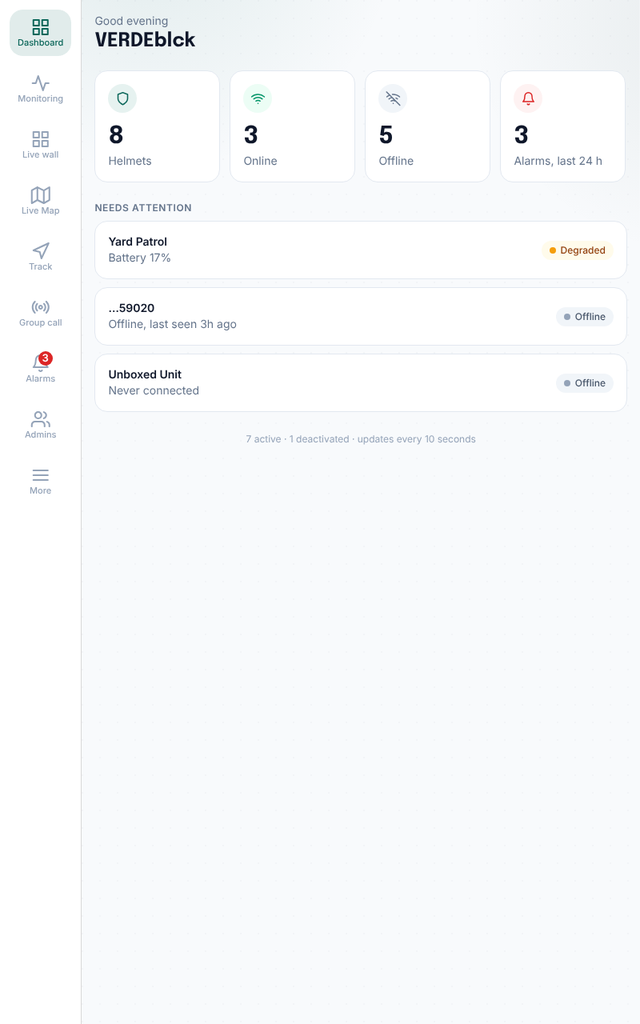 Dashboard
Monitoring
Live wall
Live Map
Track
Group call
3
Alarms
Admins
More
Good evening
VERDEblck
8
Helmets
3
Online
5
Offline
3
Alarms, last 24 h
NEEDS ATTENTION
Yard Patrol
Battery 17%
Degraded
…59020
Offline, last seen 3h ago
Offline
Unboxed Unit
Never connected
Offline
7 active · 1 deactivated · updates every 10 seconds